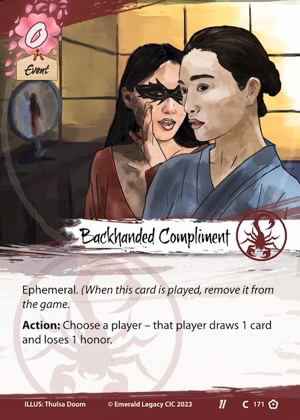 0
Event
Backhanded Compliment
Ephemeral. (When this card is played, remove it from
the game.
Action: Choose a player – that player draws 1 card
and loses 1 honor.
ILLUS: Thulsa Doom © Emerald Legacy CIC 2023 C 171